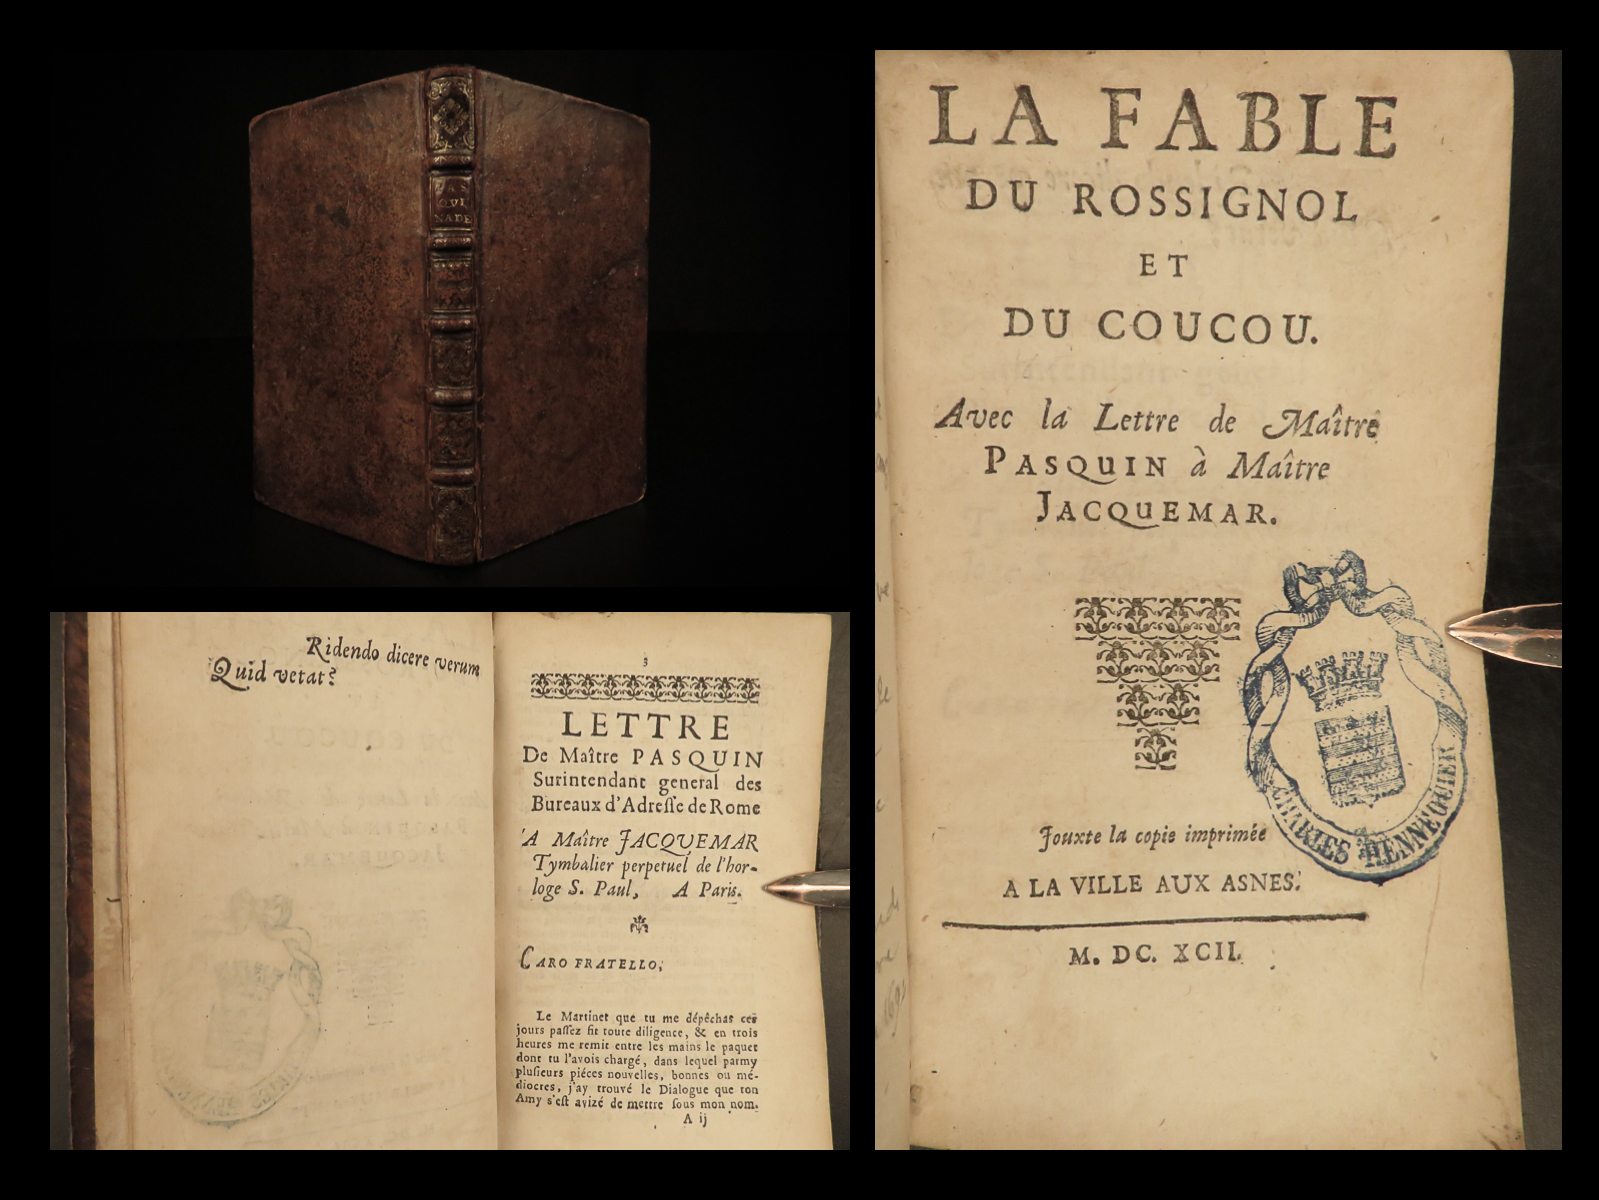 QUI
NADE
LA FABLE
DU ROSSIGNOL
ET
DU COUCOU.
Avec la Lettre de Maître
PASQUIN à Maître
JACQUEMAR.
CHARLES HENNEQUIER
Jouxte la copie imprimée
A LA VILLE AUX ASNES.
M. DC. XCII.
Ridendo dicere verum
Quid vetat?
3
LETTRE
De Maître PASQUIN
Surintendant general des
Bureaux d'Adresse de Rome
A Maître JACQUEMAR
Tymbalier perpetuel de l'hor-
loge S. Paul, A Paris.
CARO FRATELLO,
Le Martinet que tu me dépêchas ces
jours passez fit toute diligence, & en trois
heures me remit entre les mains le paquet
dont tu l'avois chargé, dans lequel parmy
plusieurs piéces nouvelles, bonnes ou mé-
diocres, j'ay trouvé le Dialogue que ton
Amy s'est avizé de mettre sous mon nom.
A ij